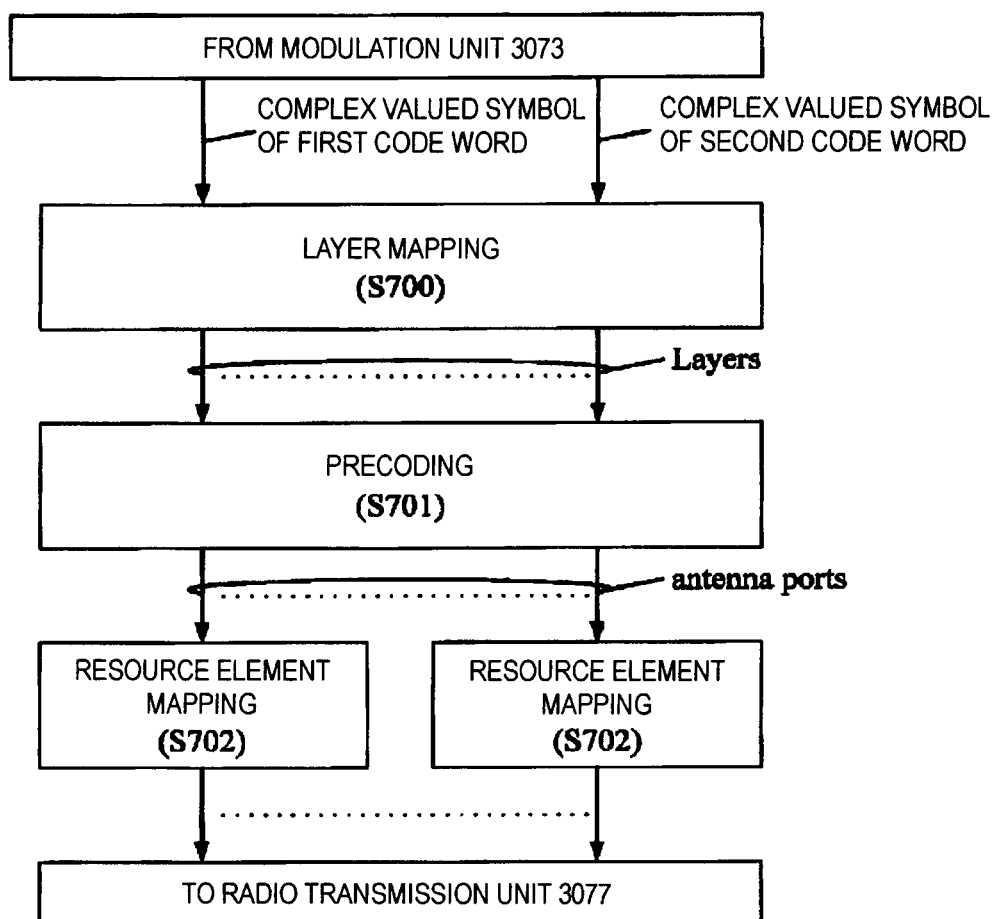 FROM MODULATION UNIT 3073
COMPLEX VALUED SYMBOL
OF FIRST CODE WORD
COMPLEX VALUED SYMBOL
OF SECOND CODE WORD
LAYER MAPPING
(S700)
Layers
PRECODING
(S701)
antenna ports
RESOURCE ELEMENT
MAPPING
(S702)
RESOURCE ELEMENT
MAPPING
(S702)
TO RADIO TRANSMISSION UNIT 3077